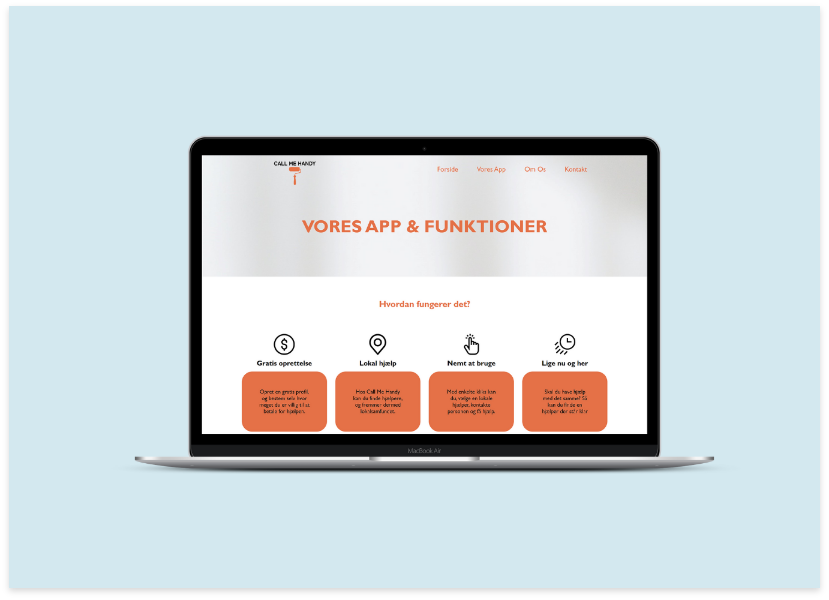 CALL ME HANDY
Forside
Vores App
Om Os
Kontakt
VORES APP & FUNKTIONER
Hvordan fungerer det?
Gratis oprettelse
Lokal hjælp
Nemt at bruge
Lige nu og her
Opret en gratis profil,
og bestem selv hvor
meget du er villig til at
betale for hjælpen.
Hos Call Me Handy
kan du finde hjælpere,
og fremmer dermed
lokalsamfundet.
Med enkelte klik kan
du, vælge en lokale
hjælper, kontakte
personen og få hjælp.
Skal du have hjælp
med det samme? Så
kan du finde en
hjælper der står klar
MacBook Air